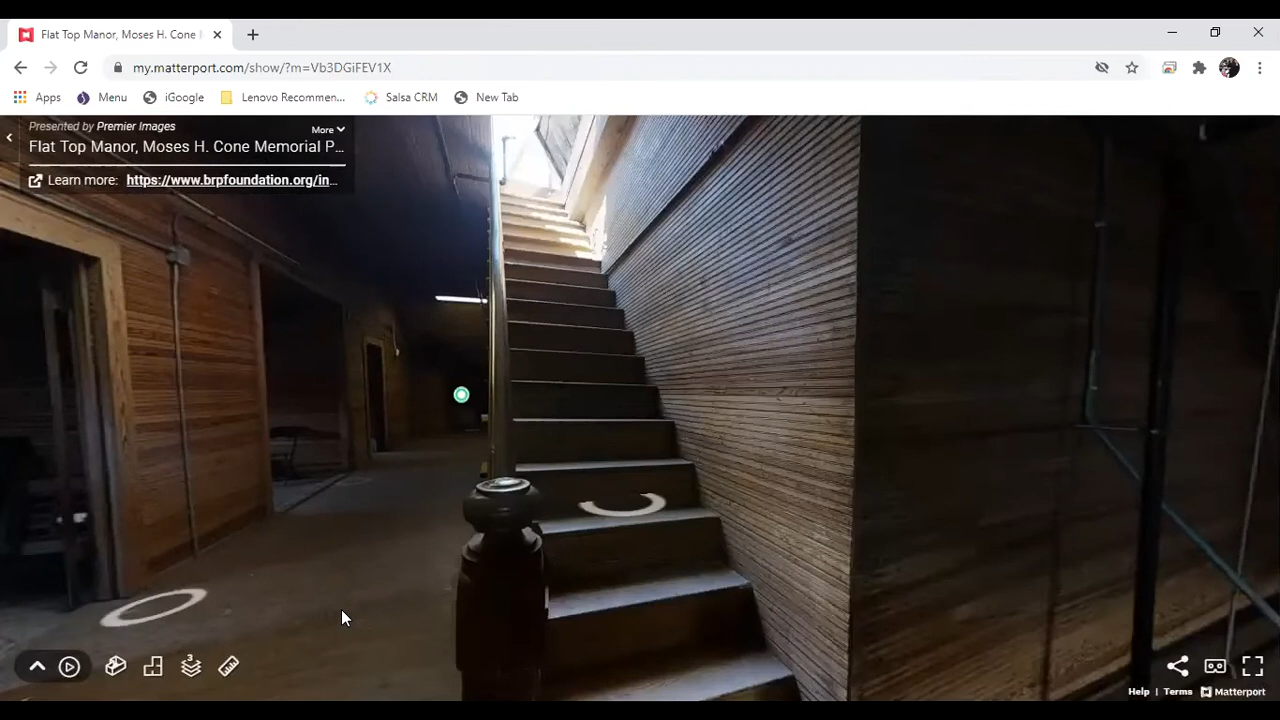 Flat Top Manor, Moses H. Cone M
my.matterport.com/show/?m=Vb3DGiFEV1X
Apps Menu iGoogle Lenovo Recommen... Salsa CRM New Tab
Presented by Premier Images More
Flat Top Manor, Moses H. Cone Memorial P...
Learn more: https://www.brpfoundation.org/in...
3
Help | Terms Matterport